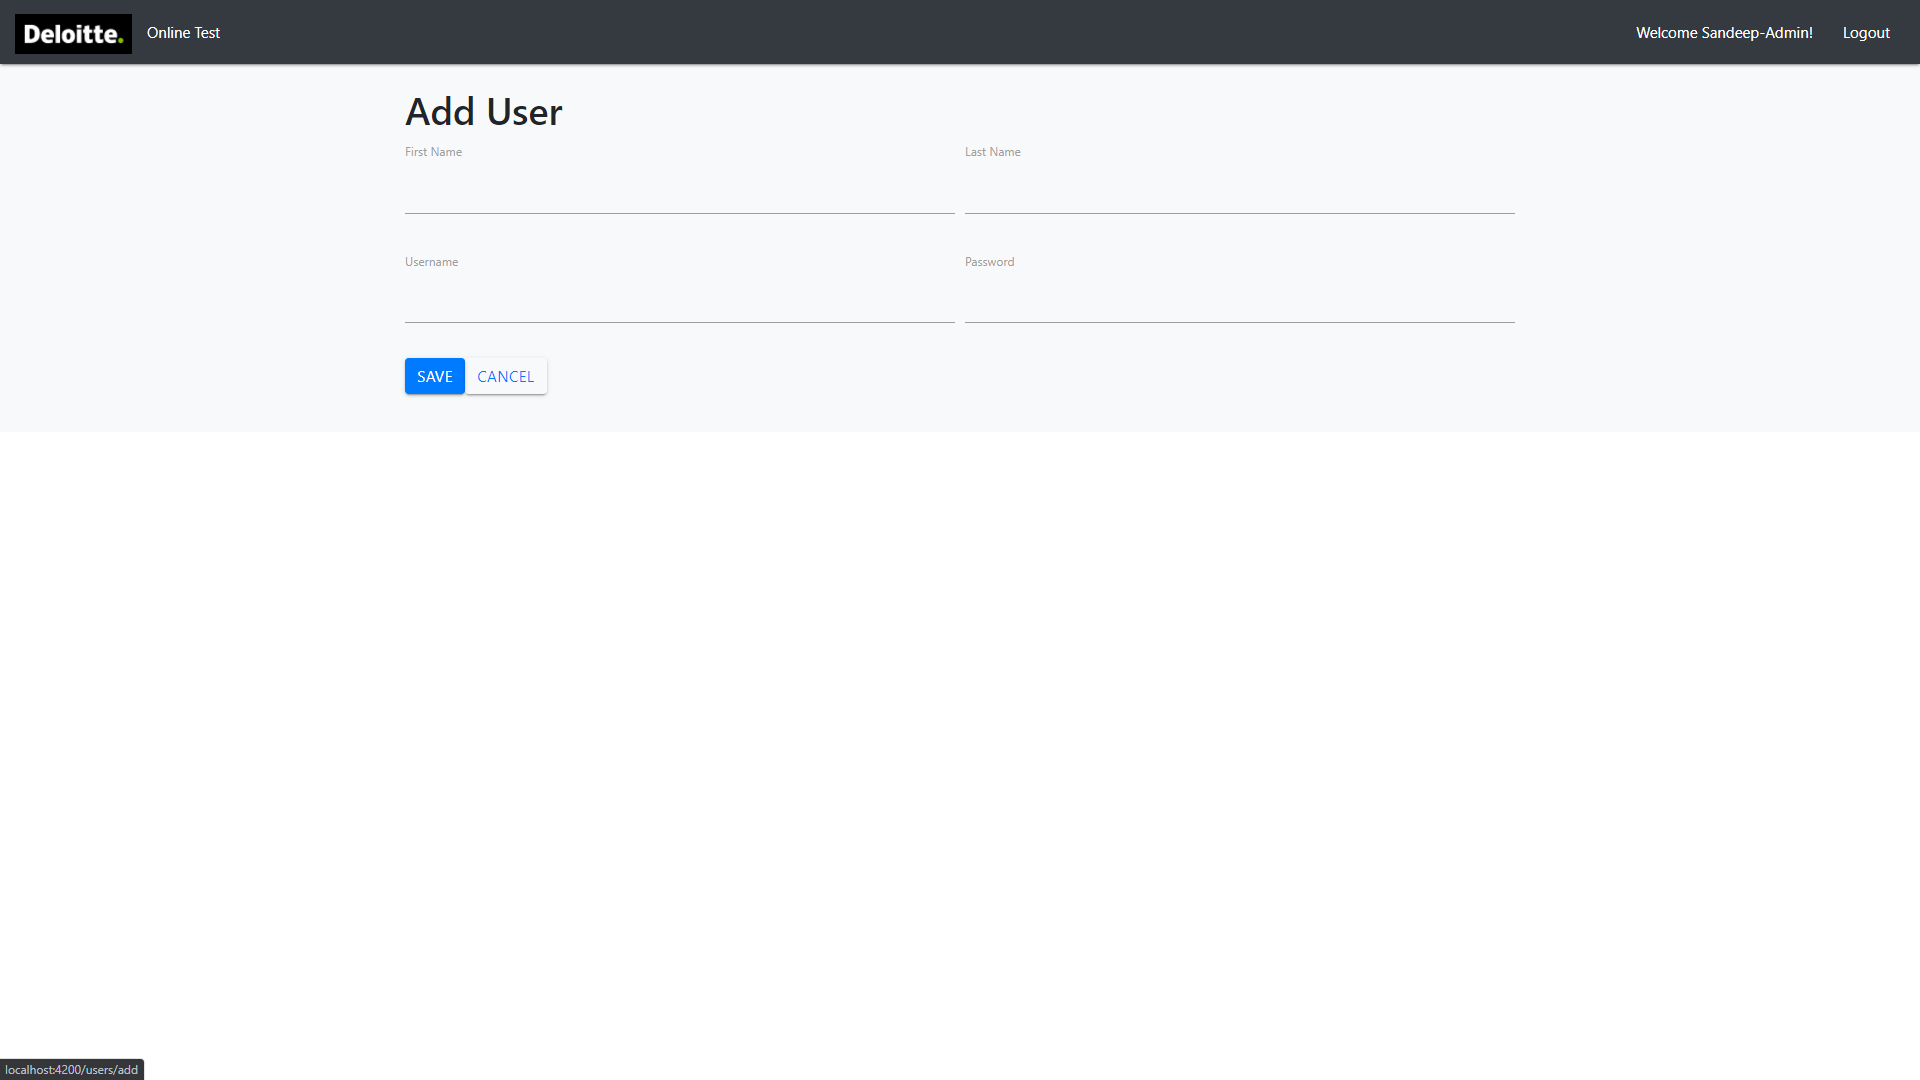 Deloitte. Online Test Welcome Sandeep-Admin! Logout
Add User
First Name Last Name
Username Password
SAVE CANCEL
localhost:4200/users/add